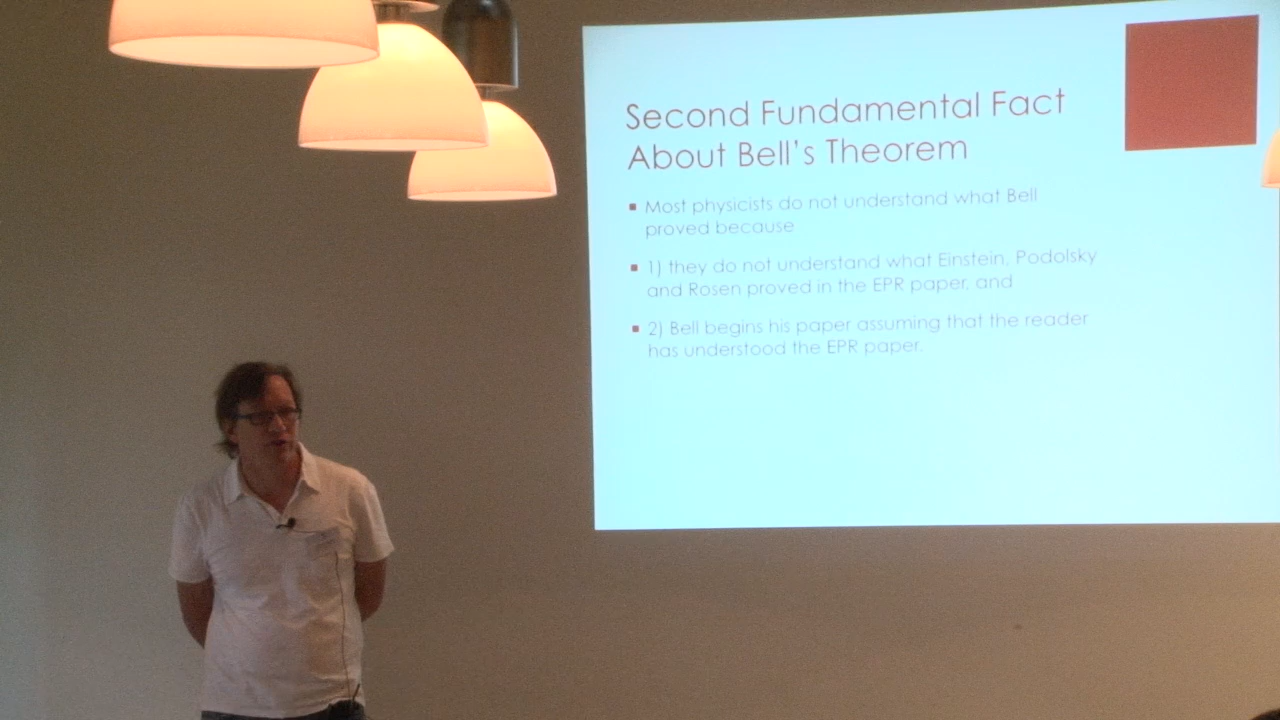 Second Fundamental Fact
About Bell's Theorem
▪ Most physicists do not understand what Bell
proved because
▪ 1) they do not understand what Einstein, Podolsky
and Rosen proved in the EPR paper, and
▪ 2) Bell begins his paper assuming that the reader
has understood the EPR paper.